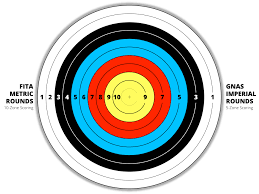 FITA
METRIC
ROUNDS
10-Zone Scoring
1 2 3 4 5 6 7 8 9 10 9 7 5 3 1
GNAS
IMPERIAL
ROUNDS
5-Zone Scoring